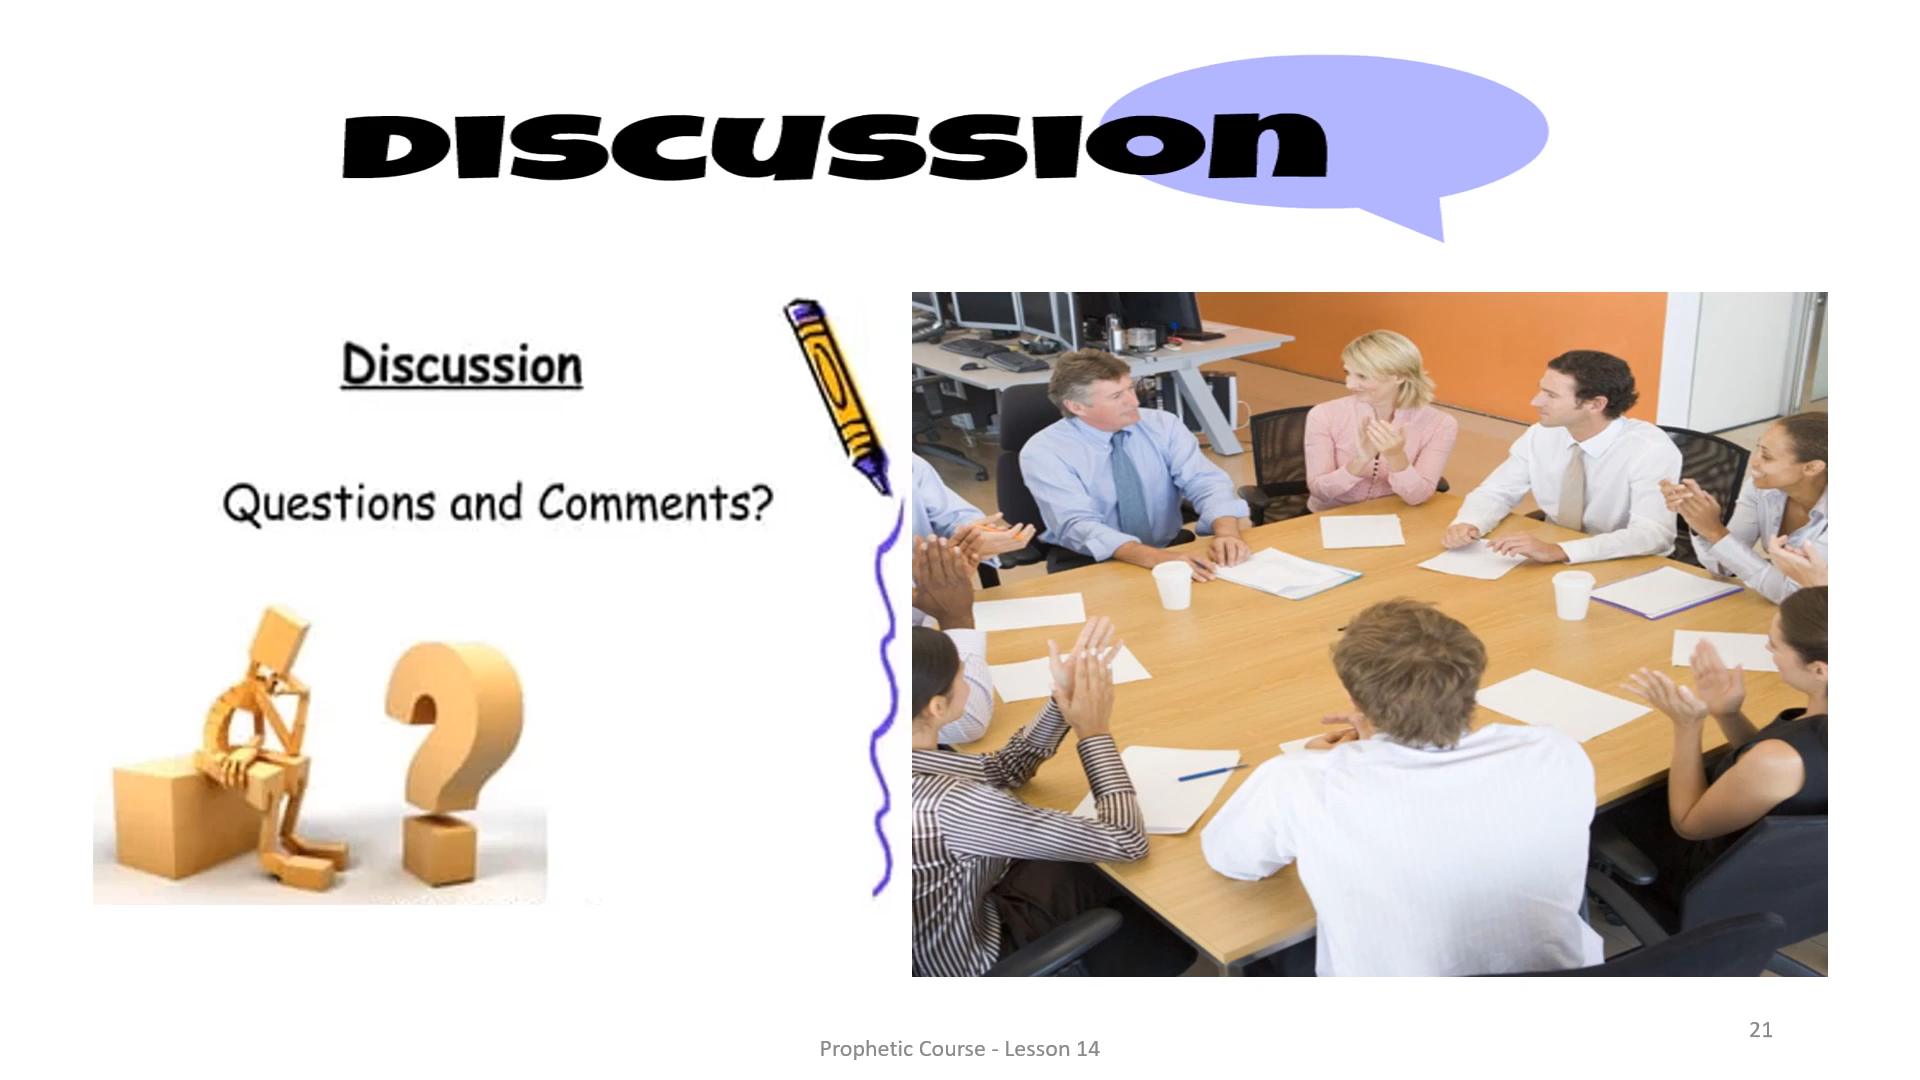 DISCUSSION
Discussion
Questions and Comments?
Prophetic Course - Lesson 14
21